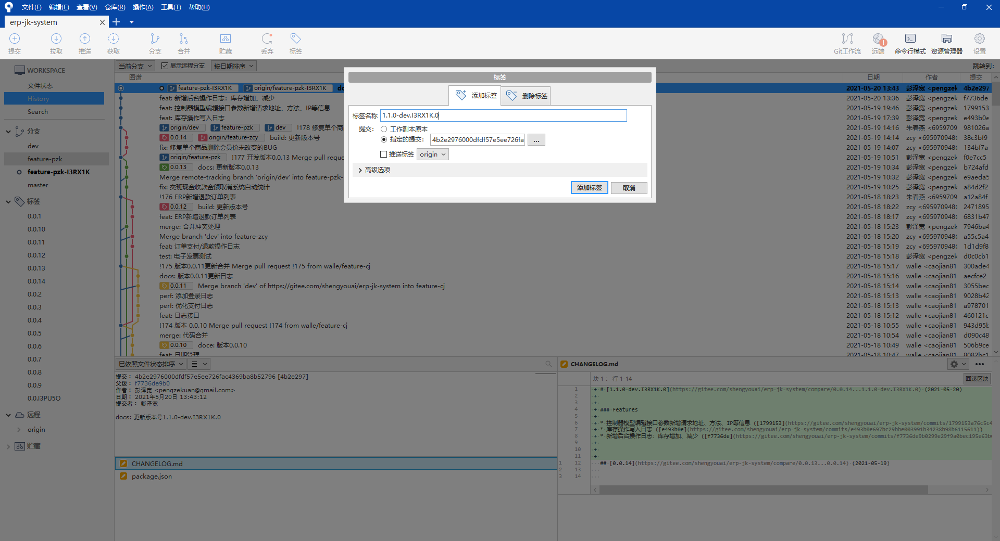 文件(F) 编辑(E) 查看(V) 仓库(R) 操作(A) 工具(T) 帮助(H)
erp-jk-system
提交 拉取 推送 获取 分支 合并 贮藏 丢弃 标签 Git工作流 远端 命令行模式 资源管理器 设置
WORKSPACE
文件状态
History
Search
分支
dev
feature-pzk
feature-pzk-I3RX1K
master
标签
0.0.1
0.0.10
0.0.11
0.0.12
0.0.13
0.0.14
0.0.2
0.0.3
0.0.4
0.0.5
0.0.6
0.0.7
0.0.8
0.0.9
0.0.I3PU5O
远程
origin
贮藏
当前分支 显示远程分支 按日期排序 跳转到:
图谱 日期 作者 提交
feature-pzk-I3RX1K origin/feature-pzk-I3RX1K 2021-05-20 13:43 彭泽宽 <pengzek 4b2e297
feat: 新增后台操作日志：库存增加、减少 2021-05-20 13:36 彭泽宽 <pengzek f7736de
feat: 控制器模型编辑接口参数新增请求地址、方法、IP等信息 2021-05-19 19:46 彭泽宽 <pengzek 1799153
feat: 库存操作写入日志 2021-05-19 17:39 彭泽宽 <pengzek e493b0e
origin/dev feature-pzk dev !178 修复单个商 2021-05-19 14:16 朱春燕 <6959709 981026a
0.0.14 origin/feature-zcy build: 更新版本号 2021-05-19 14:14 zcy <695970948 38c3bf9
fix: 修复单个商品删除会员价未改变的BUG 2021-05-19 14:07 zcy <695970948 134bf7a
origin/feature-pzk !177 开发版本0.0.13 Merge pull reque 2021-05-19 10:51 彭泽宽 <pengzek f0e7cc5
0.0.13 docs: 更新版本0.0.13 2021-05-19 10:34 彭泽宽 <pengzek b724afd
Merge remote-tracking branch 'origin/dev' into feature-pzk- 2021-05-19 10:32 彭泽宽 <pengzek e9aeda5
fix: 交班现金收款金额取消系统自动统计 2021-05-19 10:25 彭泽宽 <pengzek a84d2f2
!176 ERP新增退款订单列表 2021-05-18 18:23 朱春燕 <6959709 a12a84f
0.0.12 build: 更新版本号 2021-05-18 18:22 zcy <695970948 2471895
feat: ERP新增退款订单列表 2021-05-18 18:17 zcy <695970948 6831b47
merge: 合并冲突处理 2021-05-18 15:23 彭泽宽 <pengzek 7946ba4
Merge branch 'dev' into feature-zcy 2021-05-18 15:20 zcy <695970948 a55c5a4
feat: 订单支付/退款操作日志 2021-05-18 15:19 zcy <695970948 1d1d9f8
test: 电子发票测试 2021-05-18 15:18 彭泽宽 <pengzek d0c0cb1
!175 版本0.0.11更新合并 Merge pull request !175 from walle/feature-cj 2021-05-18 15:17 walle <caojian81 300ade4
docs: 版本0.0.11更新日志 2021-05-18 15:16 walle <caojian81 aecfce2
0.0.11 Merge branch 'dev' of https://gitee.com/shengyouai/erp-jk-system into feature-cj 2021-05-18 15:14 walle <caojian81 3055bec
perf: 添加登录日志 2021-05-18 15:13 walle <caojian81 9028b42
perf: 优化支付日志 2021-05-18 15:13 walle <caojian81 a978701
feat: 日志接口 2021-05-18 15:12 walle <caojian81 460121c
!174 版本 0.0.10 Merge pull request !174 from walle/feature-cj 2021-05-18 10:55 walle <caojian81 943d95b
merge: 代码合并 2021-05-18 10:54 walle <caojian81 d090c48
0.0.10 doce: 版本0.0.10 2021-05-18 10:49 walle <caojian81 506b9ce
feat: 日期管理 2021-05-18 10:47 walle <caojian81 8082bc1
标签
添加标签 删除标签
标签名称 1.1.0-dev.I3RX1K.0
提交: 工作副本原本
指定的提交: 4b2e2976000dfdf57e5ee726fa ...
推送标签 origin
高级选项
添加标签 取消
已依照文件状态排序
提交： 4b2e2976000dfdf57e5ee726fac4369ba8b52796 [4b2e297]
父级： f7736de9b0
作者： 彭泽宽 <pengzekuan@gmail.com>
日期： 2021年5月20日 13:43:12
提交者： 彭泽宽
docs: 更新版本号1.1.0-dev.I3RX1K.0
CHANGELOG.md
package.json
CHANGELOG.md
块 1： 行 1-14 回滚区块
1 + # [1.1.0-dev.I3RX1K.0](https://gitee.com/shengyouai/erp-jk-system/compare/0.0.14...1.1.0-dev.I3RX1K.0) (2021-05-20)
2 +
3 +
4 + ### Features
5 +
6 + * 控制器模型编辑接口参数新增请求地址、方法、IP等信息 ([1799153](https://gitee.com/shengyouai/erp-jk-system/commits/1799153a76c5c4
7 + * 库存操作写入日志 ([e493b0e](https://gitee.com/shengyouai/erp-jk-system/commits/e493b0e697bc29bbe003991b34238b98b6115611))
8 + * 新增后台操作日志：库存增加、减少 ([f7736de](https://gitee.com/shengyouai/erp-jk-system/commits/f7736de9b0299e29f9a0bec195e63b
9 +
10 +
11 +
1 12 ## [0.0.14](https://gitee.com/shengyouai/erp-jk-system/compare/0.0.13...0.0.14) (2021-05-19)
2 13
3 14